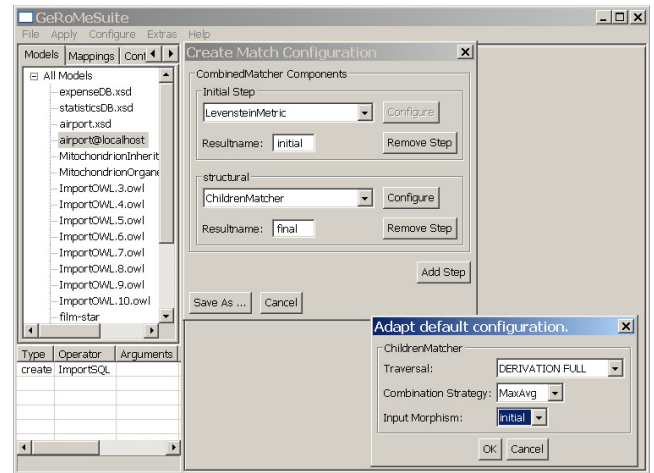 GeRoMeSuite
File Apply Configure Extras Help
Models Mappings Conf
All Models
expenseDB.xsd
statisticsDB.xsd
airport.xsd
airport@localhost
MitochondrionInherit
MitochondrionOrgane
ImportOWL.3.owl
ImportOWL.4.owl
ImportOWL.5.owl
ImportOWL.6.owl
ImportOWL.7.owl
ImportOWL.8.owl
ImportOWL.9.owl
ImportOWL.10.owl
film-star
Type Operator Arguments
create ImportSQL
Create Match Configuration
CombinedMatcher Components
Initial Step
LevensteinMetric Configure
Resultname: initial Remove Step
structural
ChildrenMatcher Configure
Resultname: final Remove Step
Add Step
Save As ... Cancel
Adapt default configuration.
ChildrenMatcher
Traversal: DERIVATION FULL
Combination Strategy: MaxAvg
Input Morphism: initial
OK Cancel